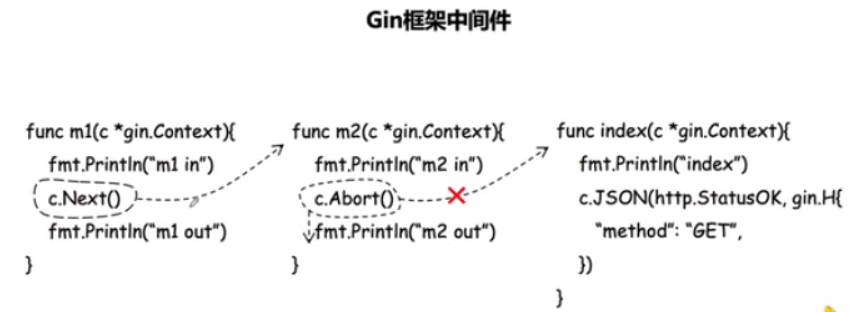 Gin框架中间件
func m1(c *gin.Context){
fmt.Println("m1 in")
c.Next()
fmt.Println("m1 out")
}
func m2(c *gin.Context){
fmt.Println("m2 in")
c.Abort()
fmt.Println("m2 out")
}
func index(c *gin.Context){
fmt.Println("index")
c.JSON(http.StatusOK, gin.H{
"method": "GET",
})
}